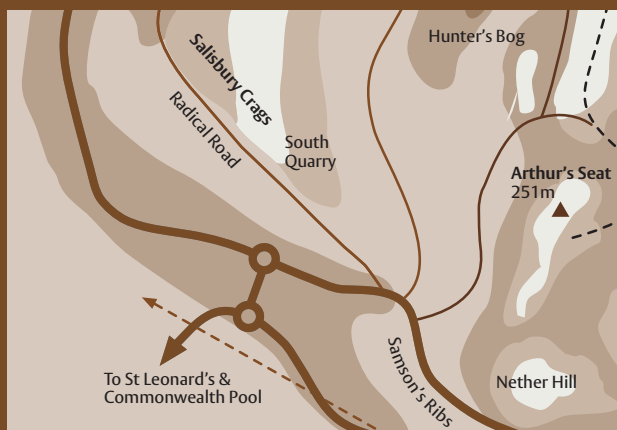 Hunter's Bog
Salisbury Crags
Radical Road
South
Quarry
Arthur's Seat
251m
Samson's Ribs
To St Leonard's &
Commonwealth Pool
Nether Hill